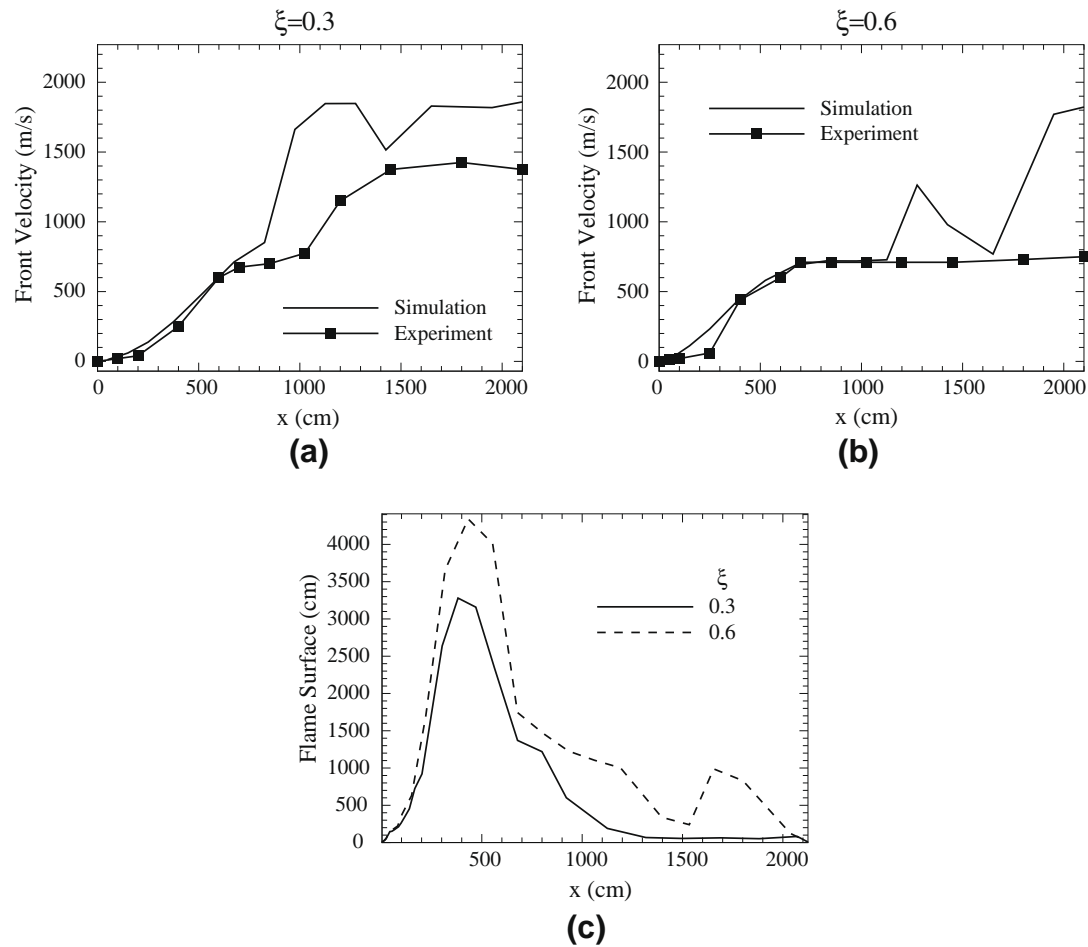 ξ=0.3
Front Velocity (m/s)
2000
1500
1000
500
0
Simulation
Experiment
0 500 1000 1500 2000
x (cm)
(a)
ξ=0.6
Front Velocity (m/s)
2000
1500
1000
500
0
Simulation
Experiment
0 500 1000 1500 2000
x (cm)
(b)
Flame Surface (cm)
4000
3500
3000
2500
2000
1500
1000
500
0
ξ
0.3
0.6
500 1000 1500 2000
x (cm)
(c)